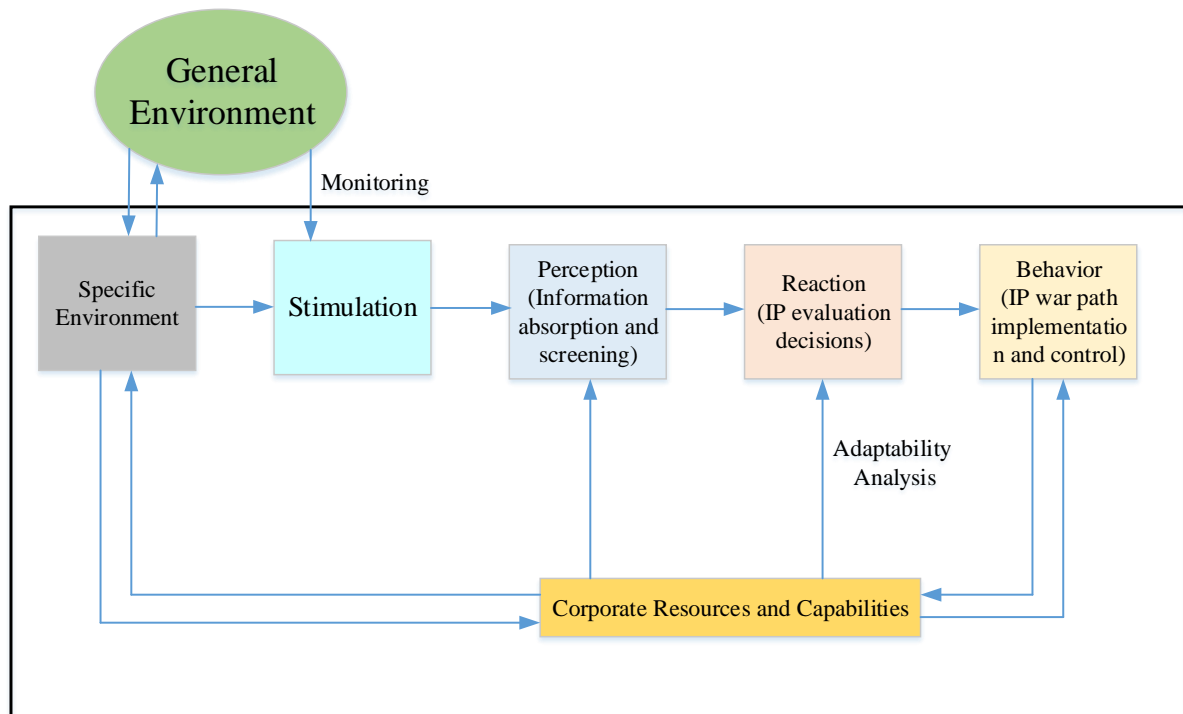 General
Environment
Monitoring
Specific
Environment
Stimulation
Perception
(Information
absorption and
screening)
Reaction
(IP evaluation
decisions)
Behavior
(IP war path
implementatio
n and control)
Adaptability
Analysis
Corporate Resources and Capabilities